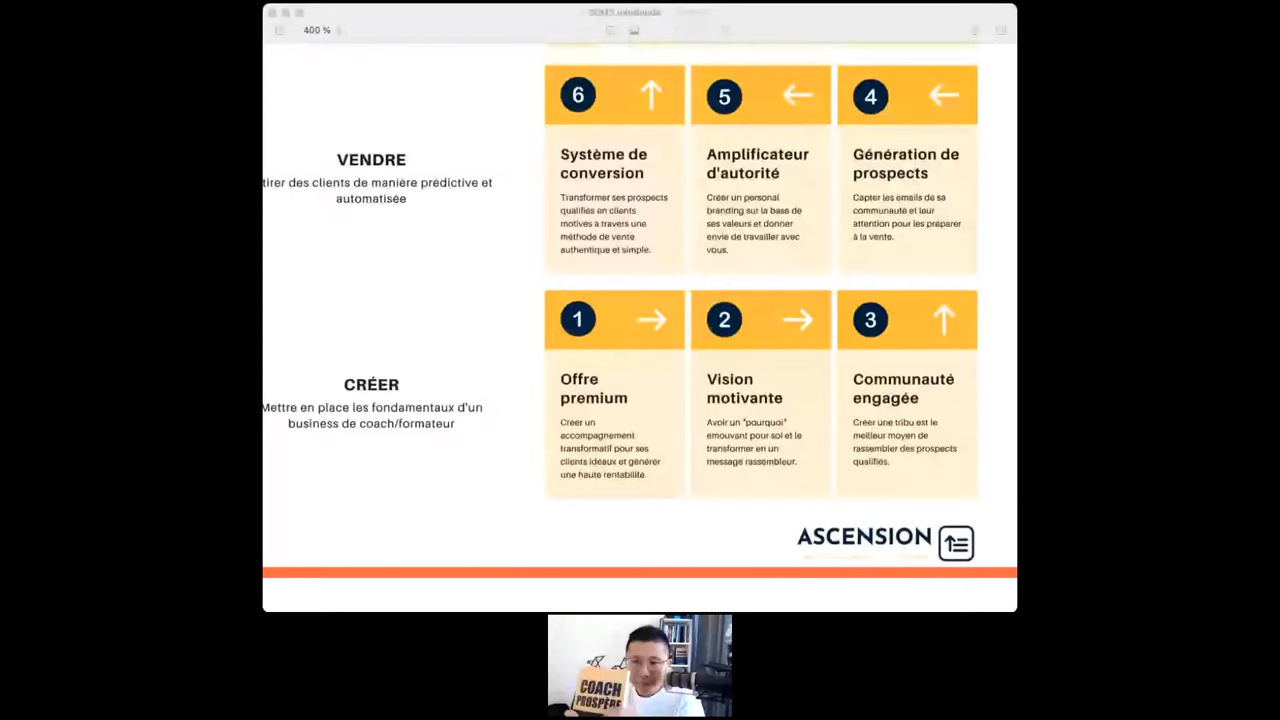 400 %
6
5
4
VENDRE
tirer des clients de manière prédictive et
automatisée
Système de
conversion
Transformer ses prospects
qualifiés en clients
motivés à travers une
méthode de vente
authentique et simple.
Amplificateur
d'autorité
Créer un personal
branding sur la base de
ses valeurs et donner
envie de travailler avec
vous.
Génération de
prospects
Capter les emails de sa
communauté et leur
attention pour les préparer
à la vente.
1
2
3
CRÉER
Mettre en place les fondamentaux d'un
business de coach/formateur
Offre
premium
Créer un
accompagnement
transformatif pour ses
clients idéaux et générer
une haute rentabilité.
Vision
motivante
Avoir un "pourquoi"
émouvant pour soi et le
transformer en un
message rassembleur.
Communauté
engagée
Créer une tribu est le
meilleur moyen de
rassembler des prospects
qualifiés.
ASCENSION
COACH
PROSPÈRE